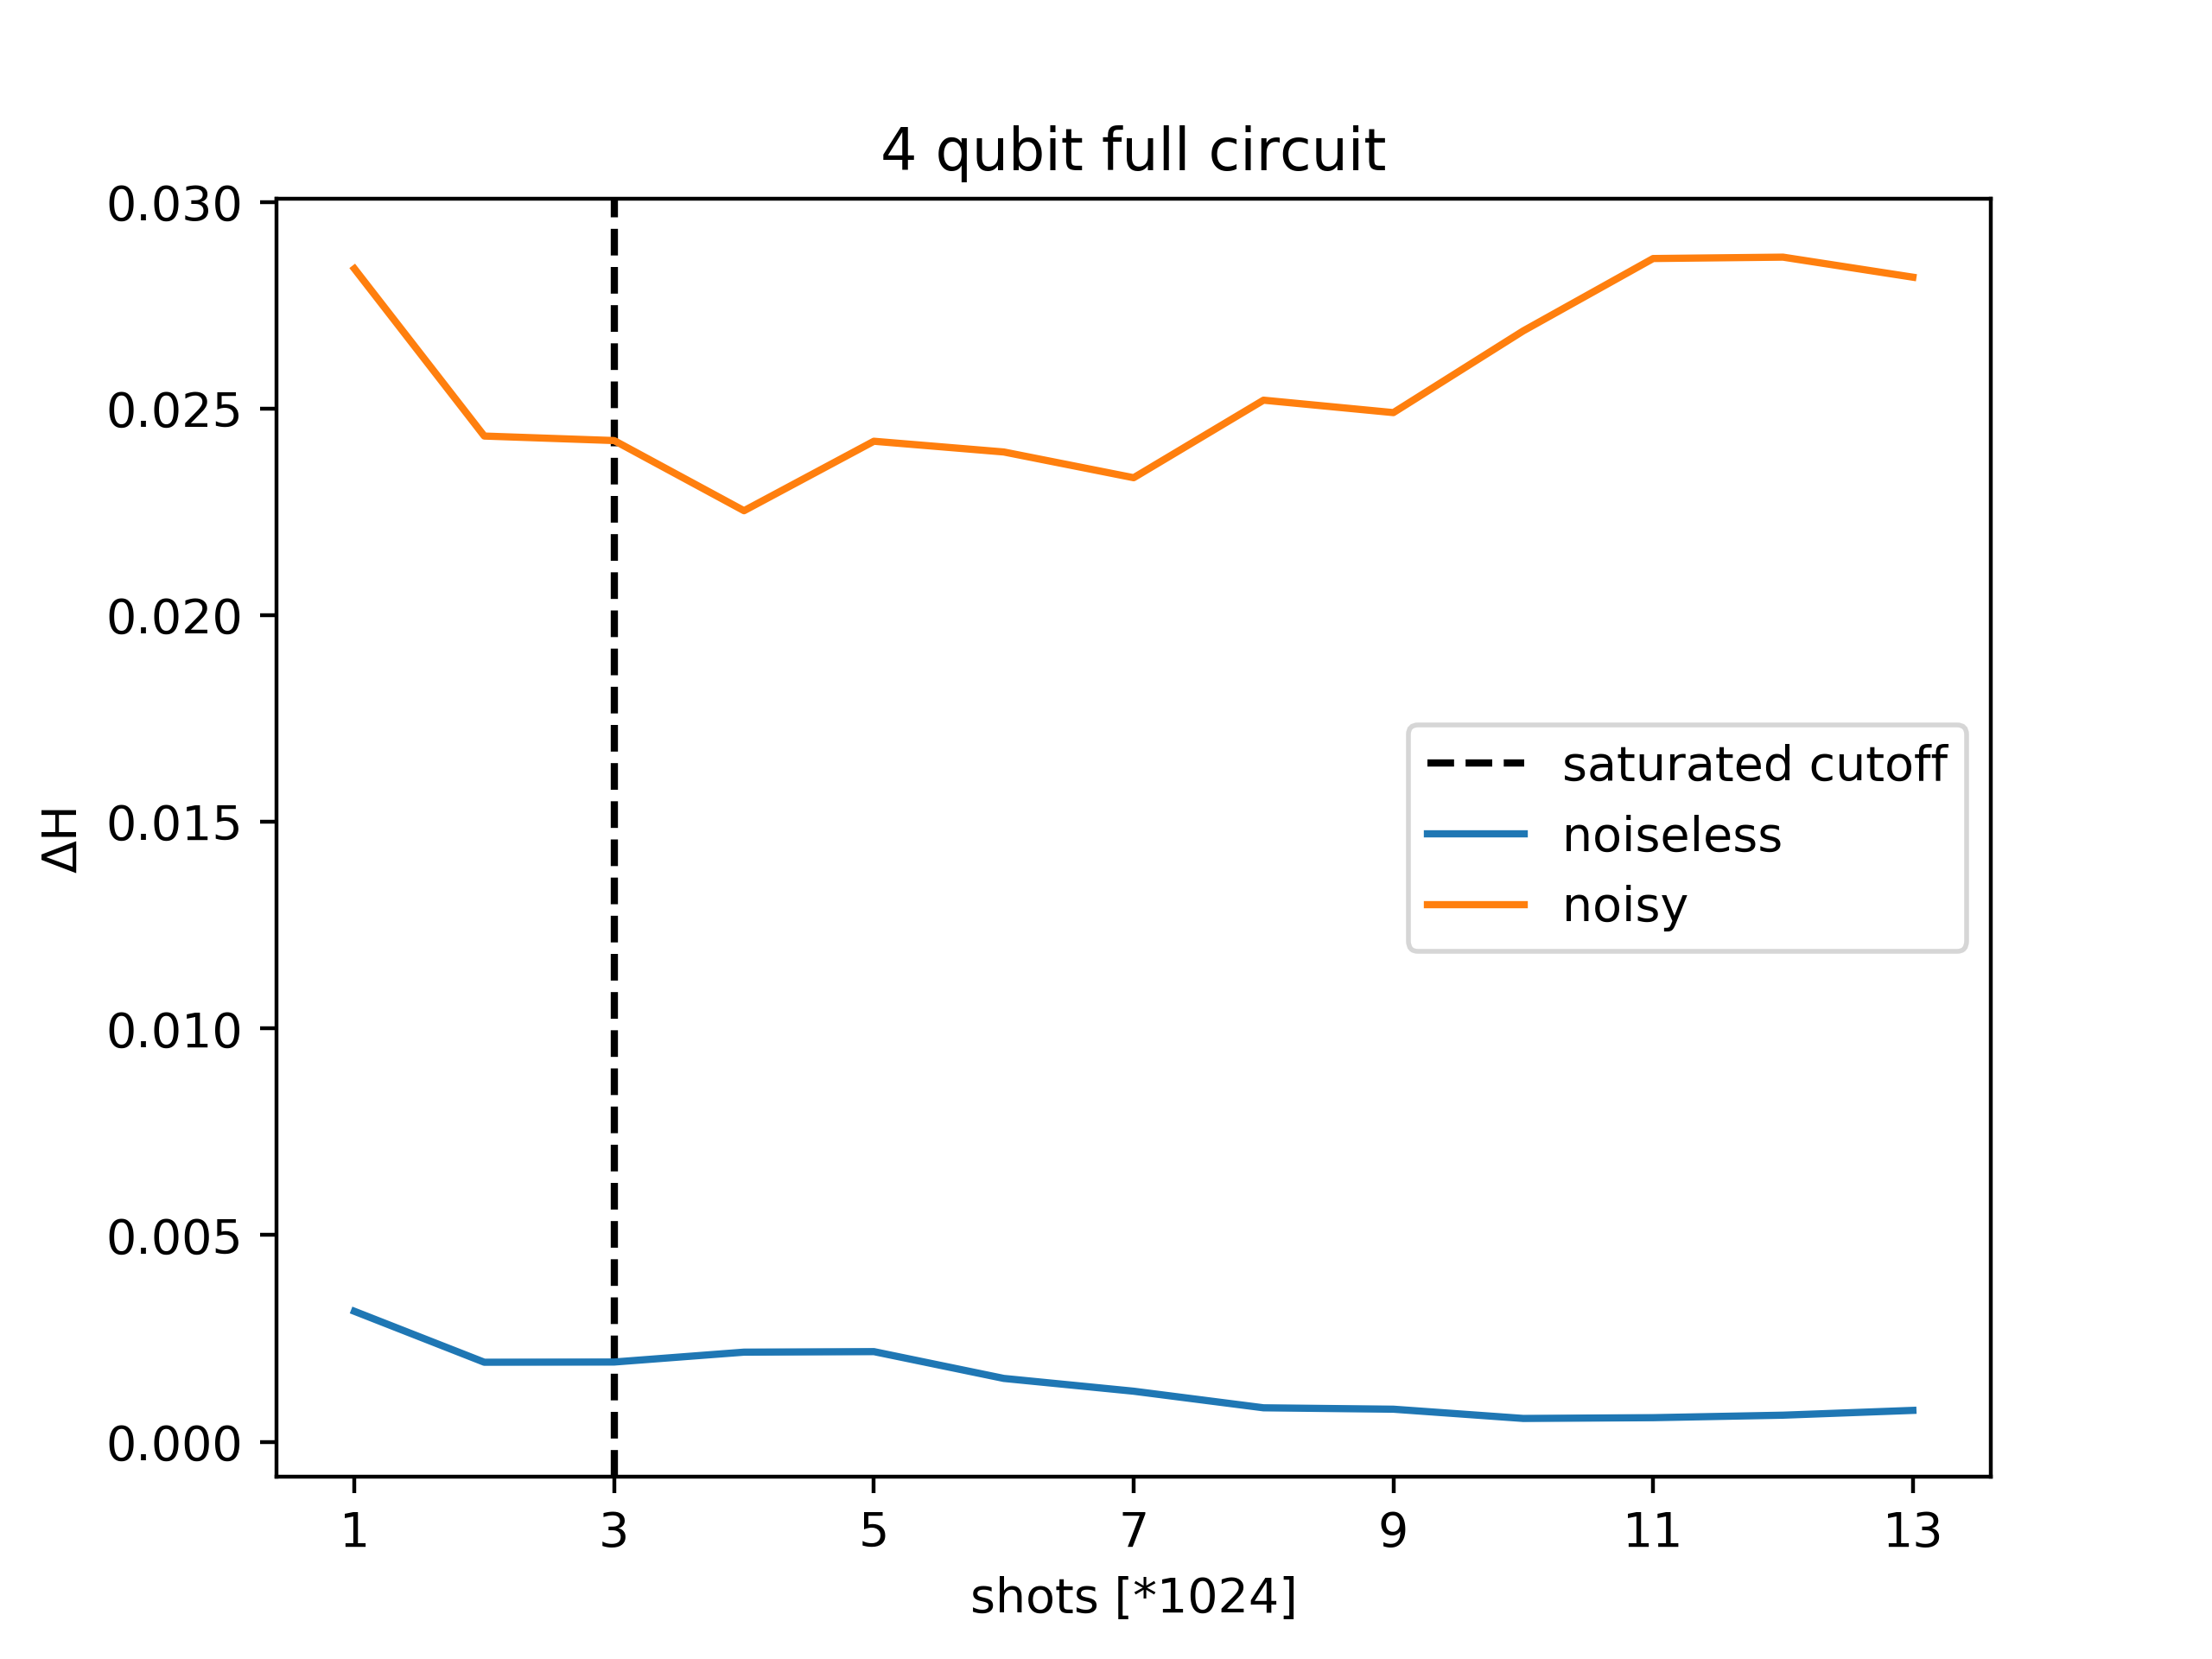 4 qubit full circuit
0.030
0.025
0.020
0.015
0.010
0.005
0.000
ΔH
saturated cutoff
noiseless
noisy
1 3 5 7 9 11 13
shots [*1024]